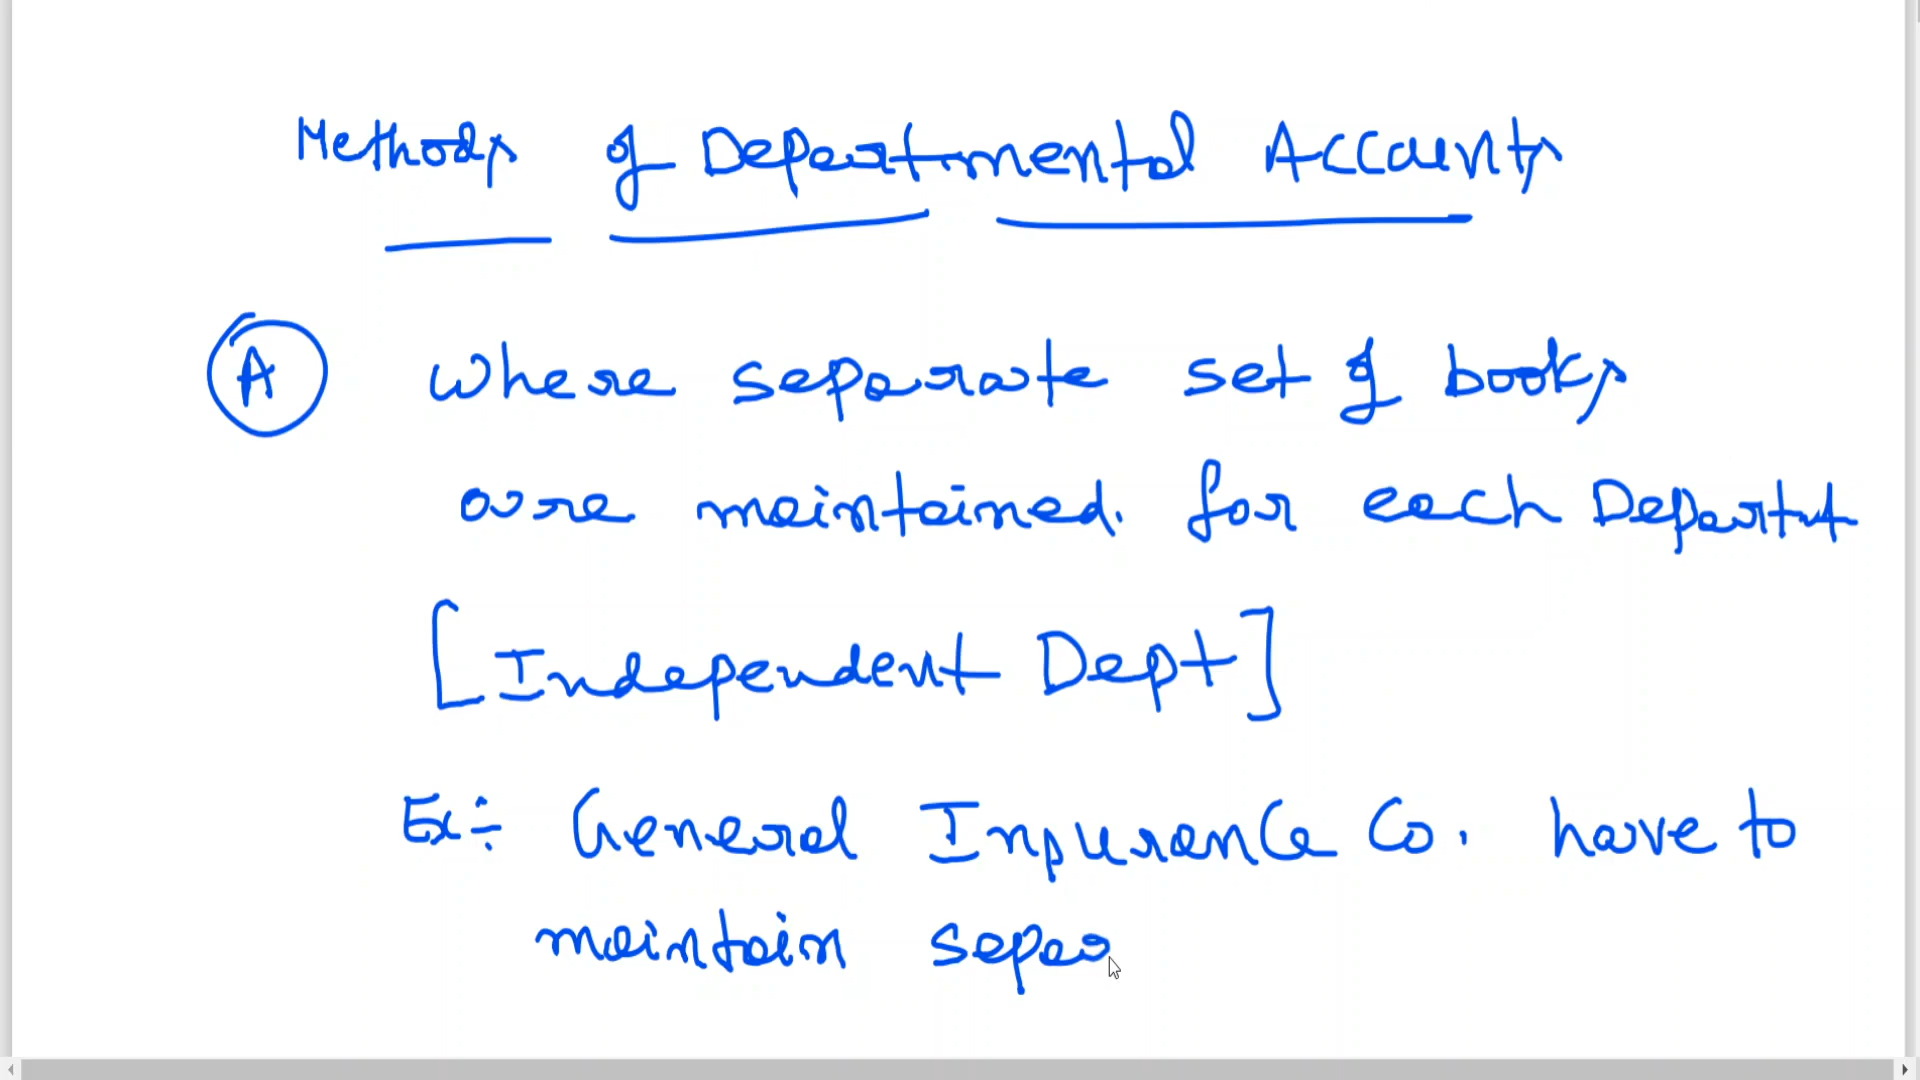 Methods of Departmental Accounts
A where separate set of books
are maintained. for each Departmt
[Independent Dept]
Ex:- General Insurance Co. have to
maintain sepa